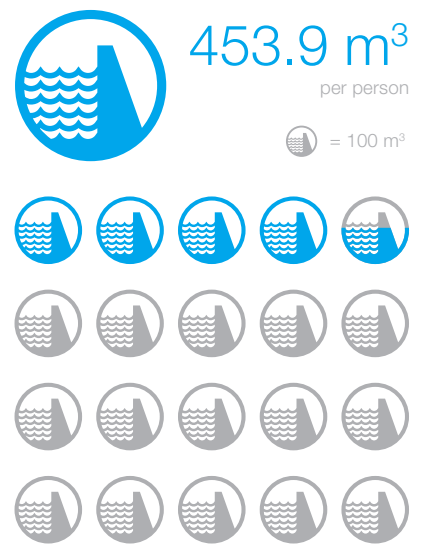 453.9 m³
per person
= 100 m³